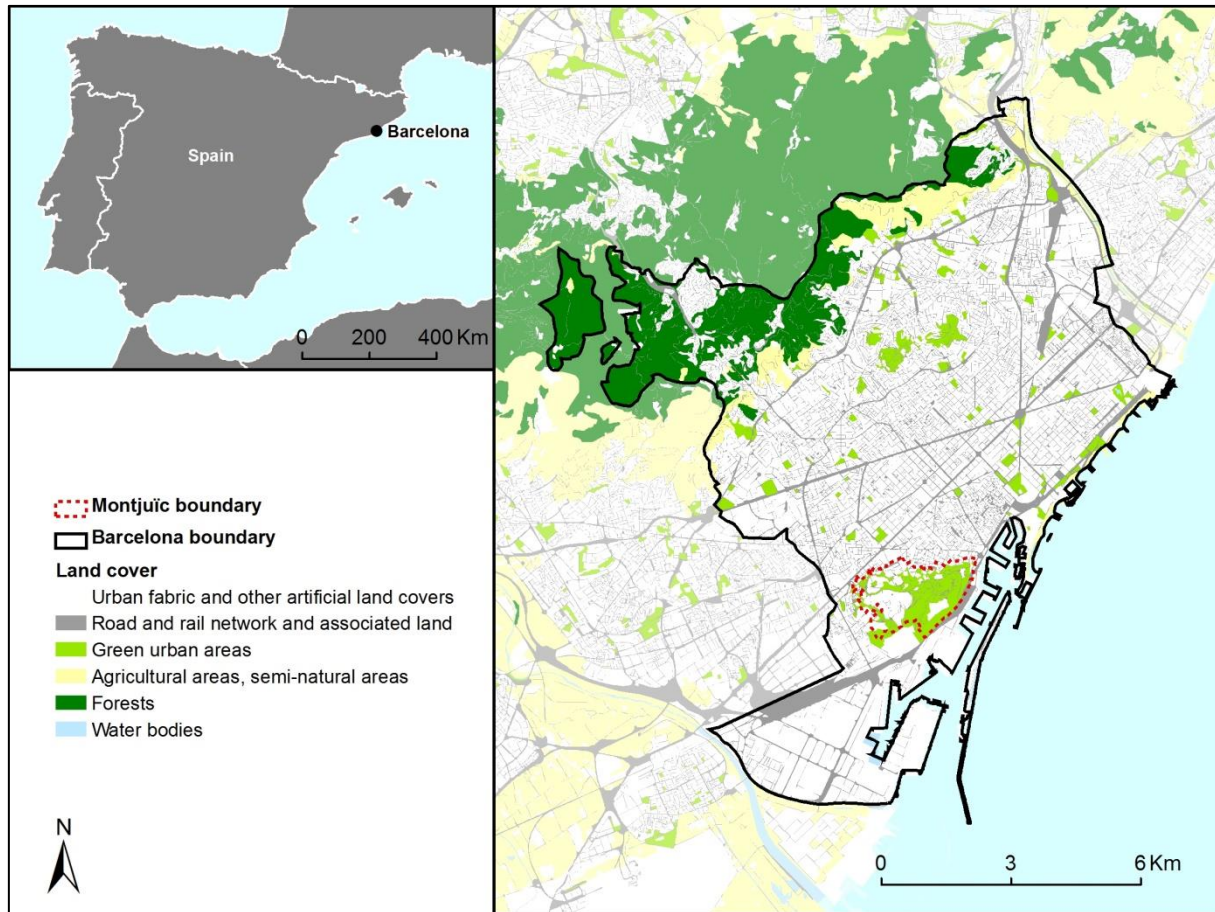 Barcelona
Spain
0 200 400 Km
Montjuïc boundary
Barcelona boundary
Land cover
Urban fabric and other artificial land covers
Road and rail network and associated land
Green urban areas
Agricultural areas, semi-natural areas
Forests
Water bodies
N
0 3 6 Km